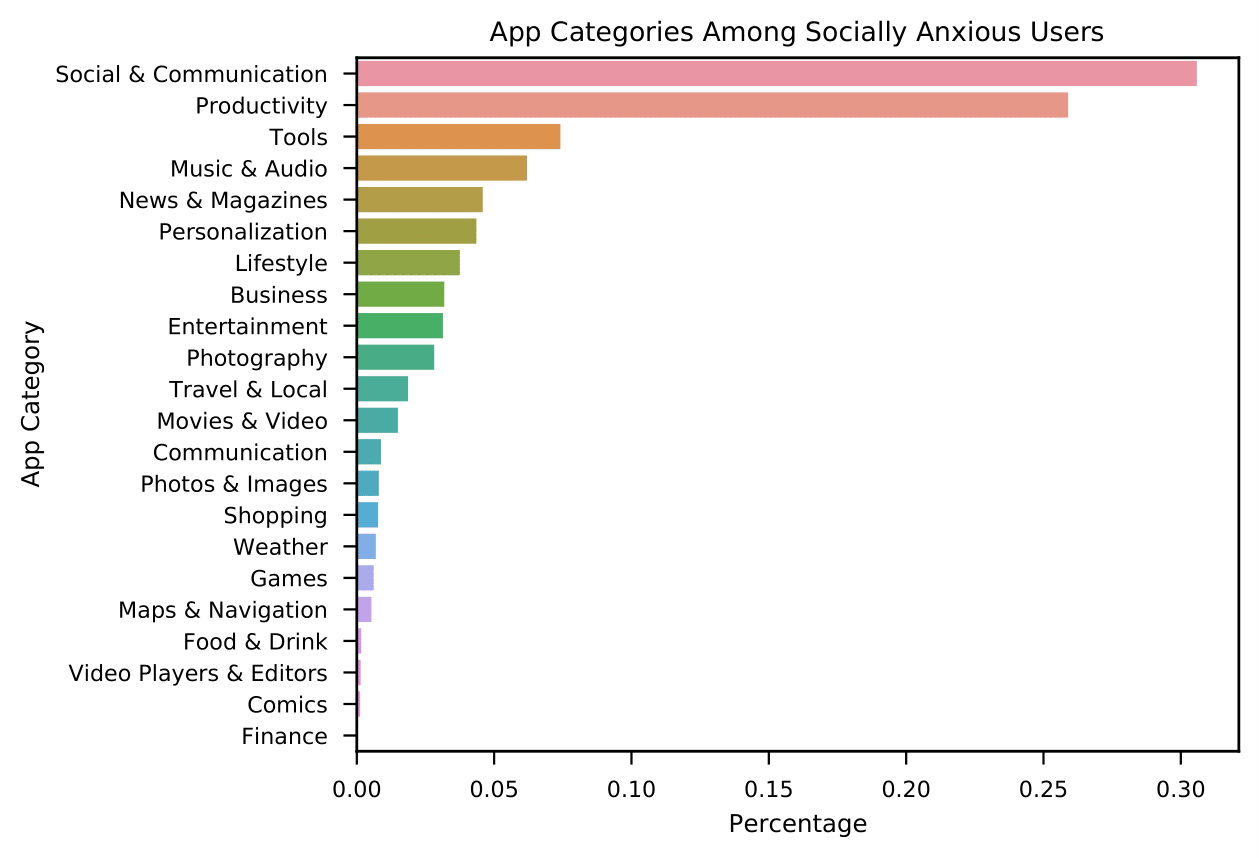 App Categories Among Socially Anxious Users
Social & Communication
Productivity
Tools
Music & Audio
News & Magazines
Personalization
Lifestyle
Business
Entertainment
Photography
Travel & Local
Movies & Video
Communication
Photos & Images
Shopping
Weather
Games
Maps & Navigation
Food & Drink
Video Players & Editors
Comics
Finance
App Category
0.00 0.05 0.10 0.15 0.20 0.25 0.30
Percentage